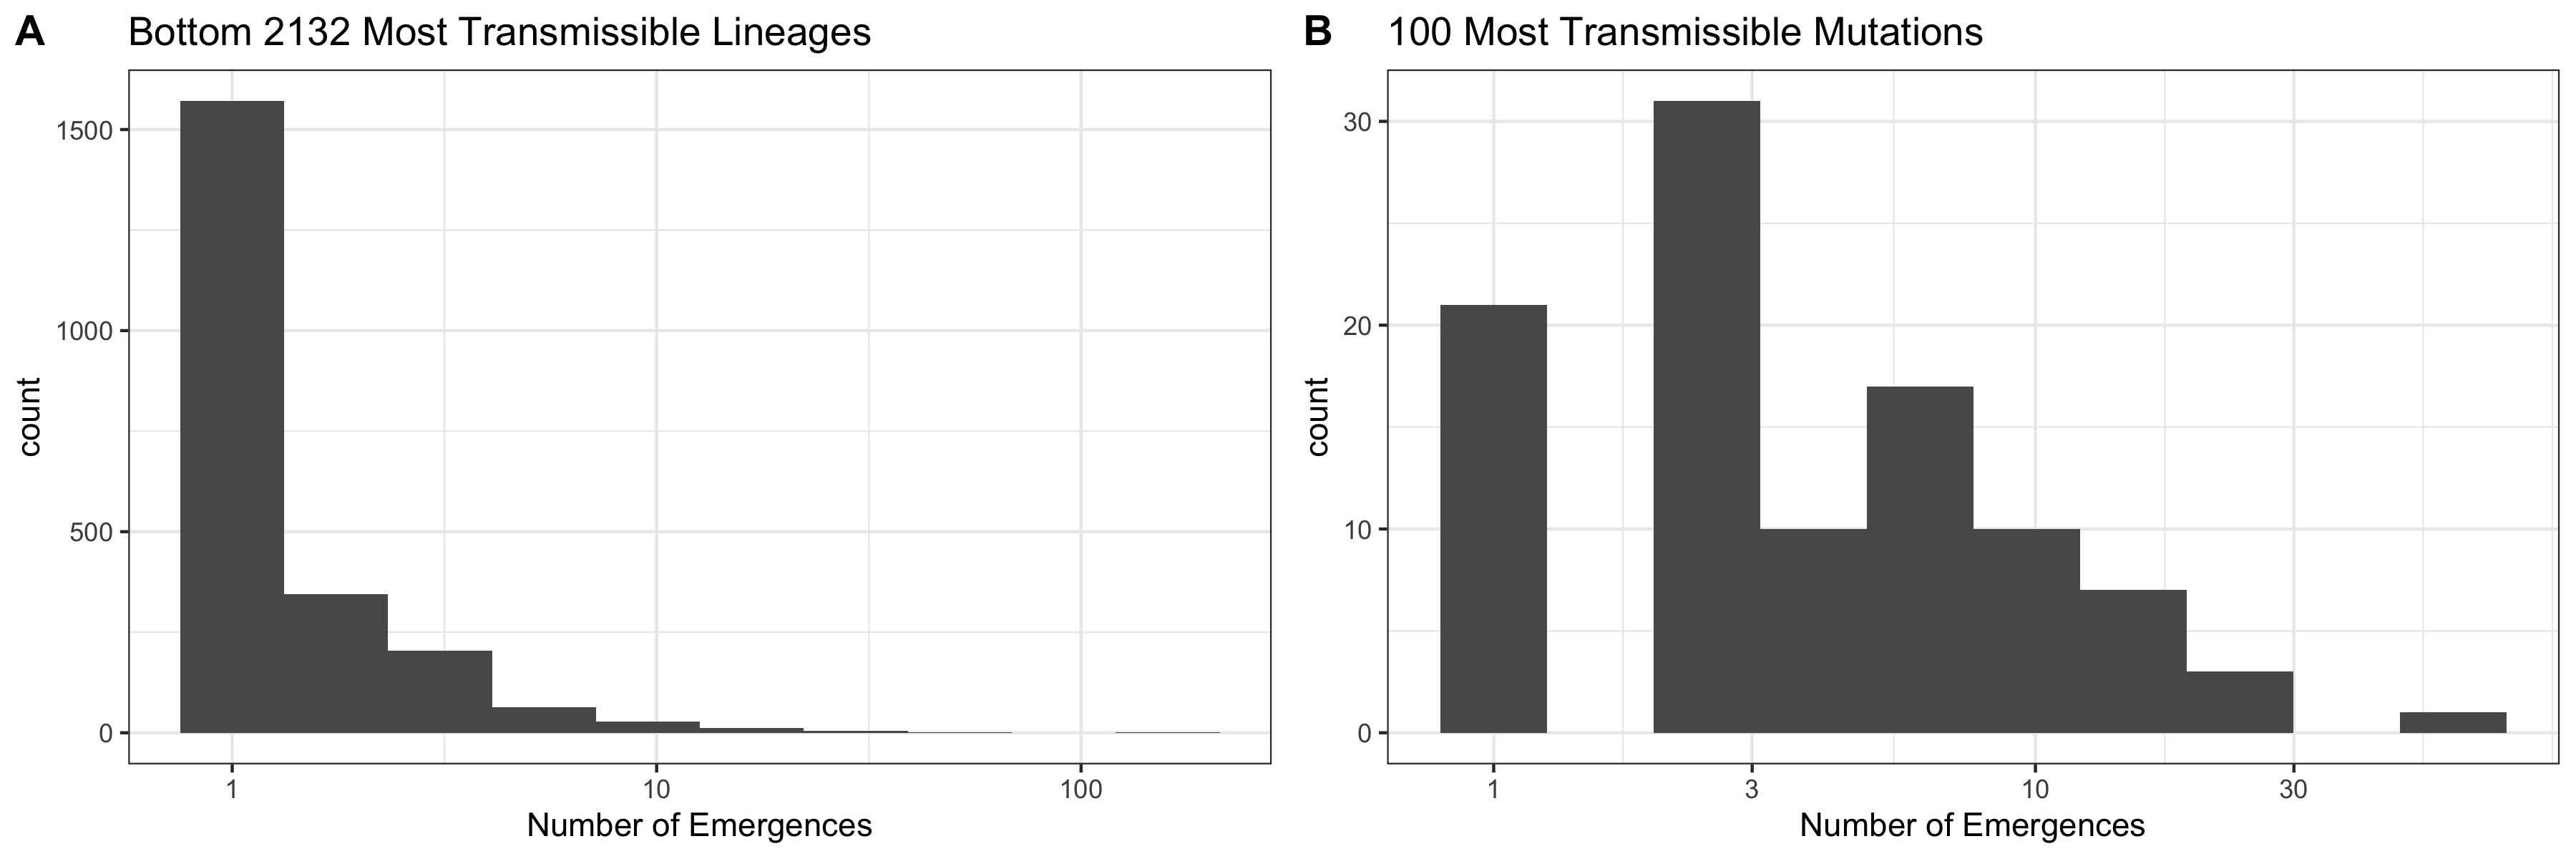 A Bottom 2132 Most Transmissible Lineages
1500
1000
500
0
count
1 10 100
Number of Emergences
B 100 Most Transmissible Mutations
30
20
10
0
count
1 3 10 30
Number of Emergences